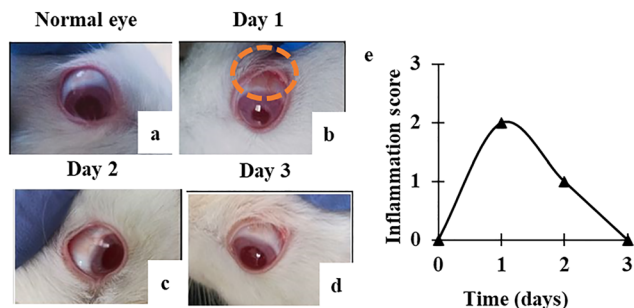 Normal eye
Day 1
a
b
Day 2
Day 3
c
d
e
Inflammation score
3
2
1
0
0
1
2
3
Time (days)